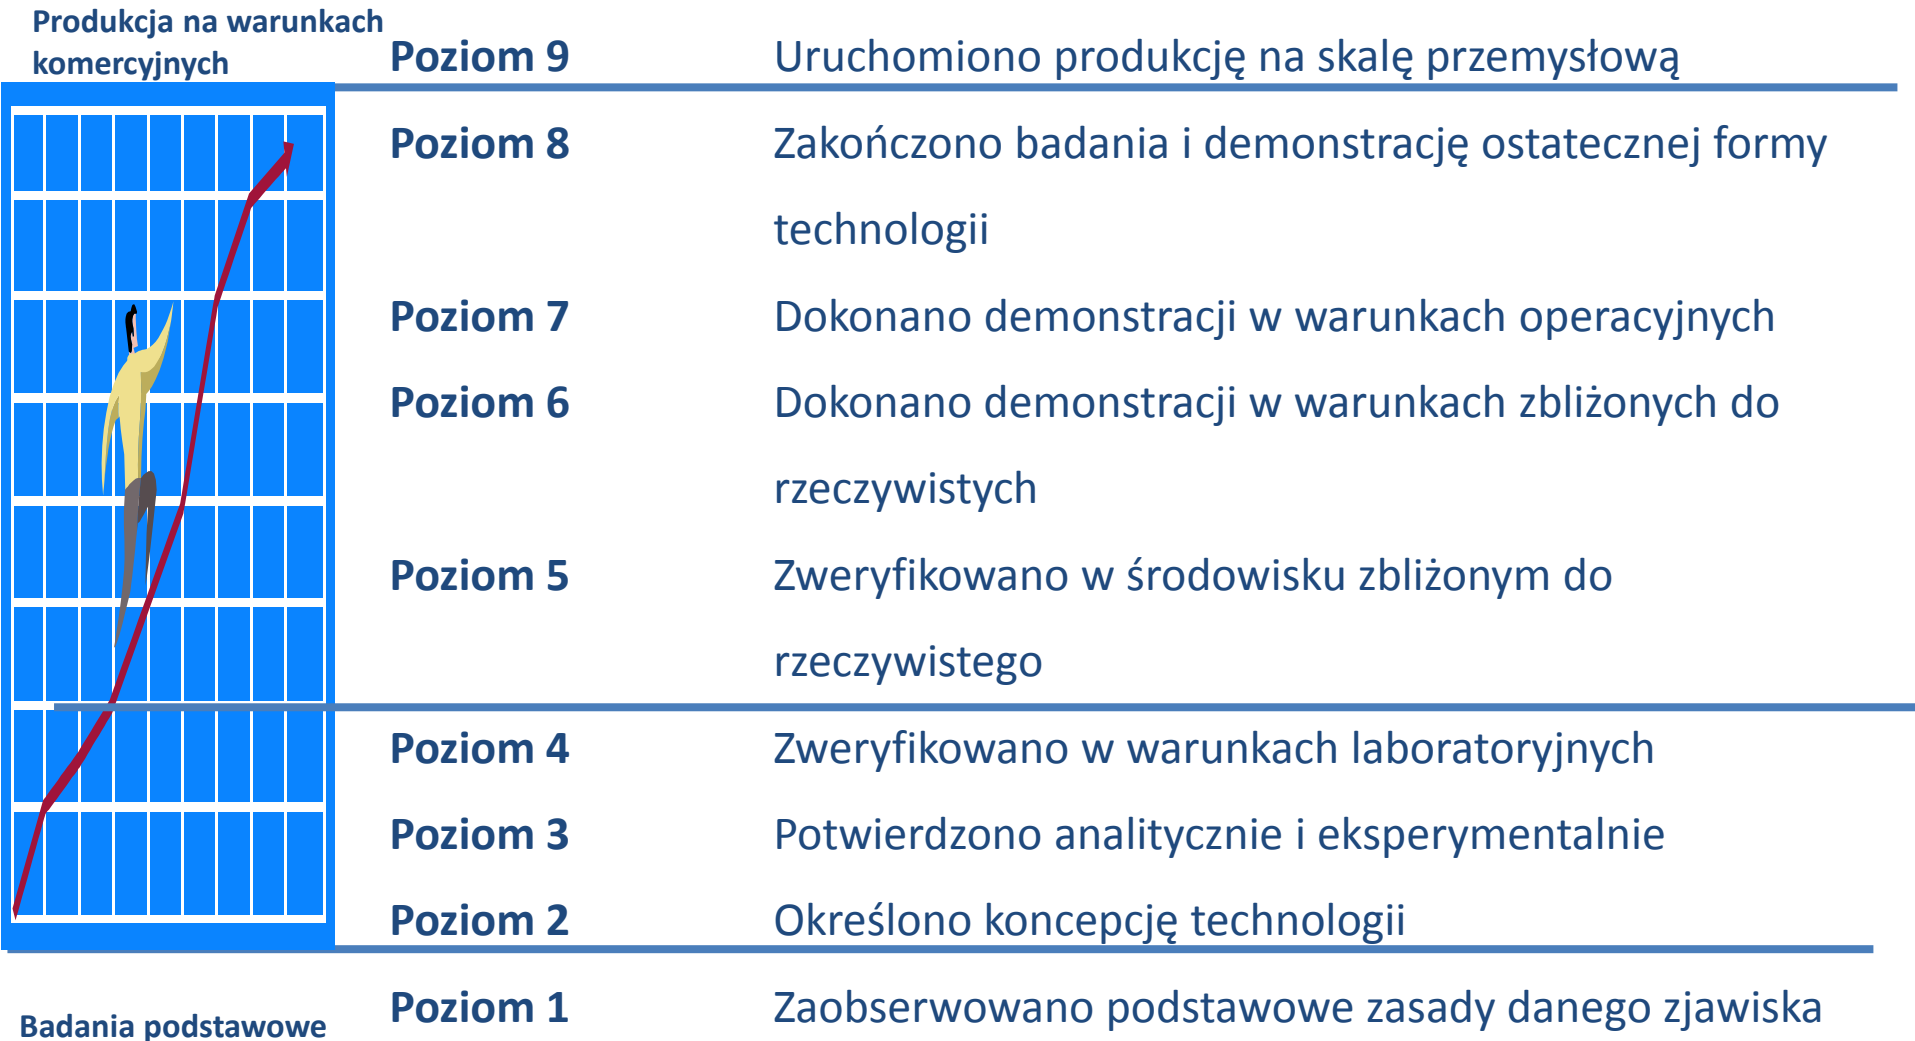 Produkcja na warunkach
komercyjnych
Poziom 9 Uruchomiono produkcję na skalę przemysłową
Poziom 8 Zakończono badania i demonstrację ostatecznej formy
technologii
Poziom 7 Dokonano demonstracji w warunkach operacyjnych
Poziom 6 Dokonano demonstracji w warunkach zbliżonych do
rzeczywistych
Poziom 5 Zweryfikowano w środowisku zbliżonym do
rzeczywistego
Poziom 4 Zweryfikowano w warunkach laboratoryjnych
Poziom 3 Potwierdzono analitycznie i eksperymentalnie
Poziom 2 Określono koncepcję technologii
Poziom 1 Zaobserwowano podstawowe zasady danego zjawiska
Badania podstawowe